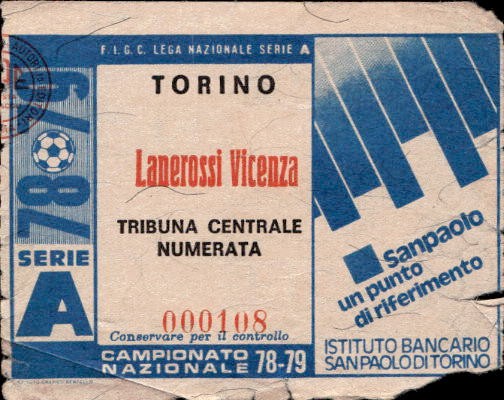 F.I.G.C. LEGA NAZIONALE SERIE A
TORINO
Lanerossi Vicenza
TRIBUNA CENTRALE
NUMERATA
000108
Conservare per il controllo
CAMPIONATO
NAZIONALE 78-79
78/79
SERIE
A
Sanpaolo
un punto
di riferimento
ISTITUTO BANCARIO
SAN PAOLO DI TORINO